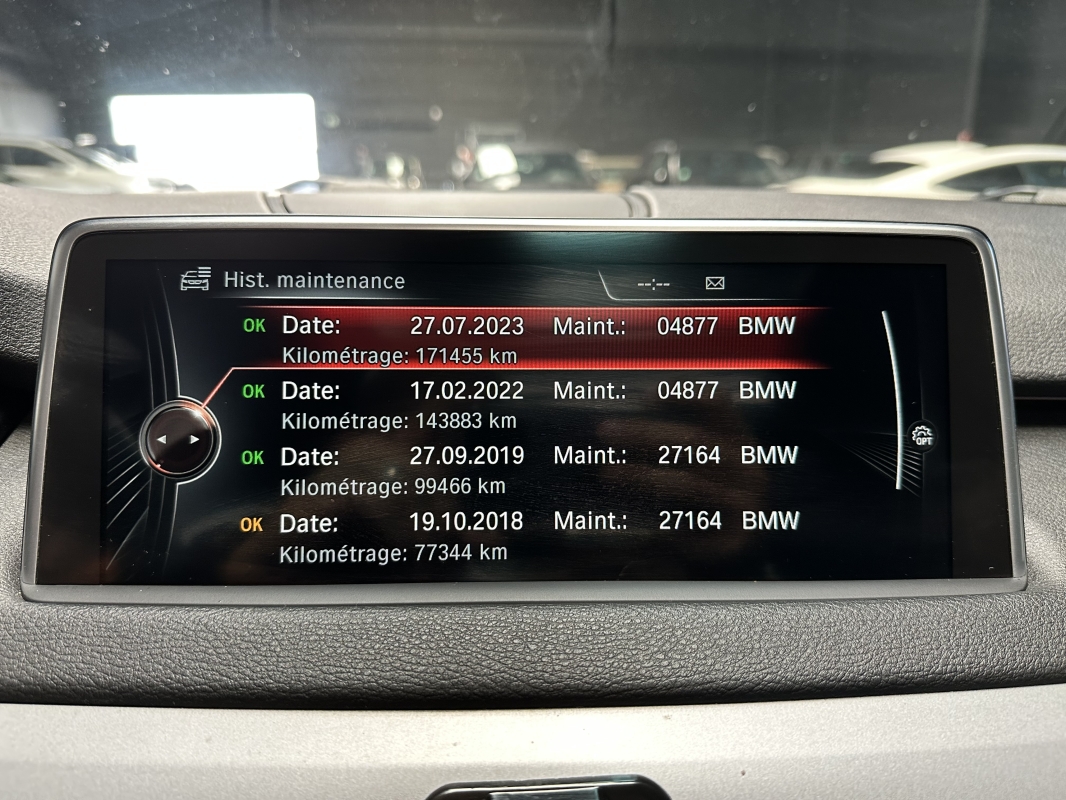 Hist. maintenance --:--
OK Date: 27.07.2023 Maint.: 04877 BMW
Kilométrage: 171455 km
OK Date: 17.02.2022 Maint.: 04877 BMW
Kilométrage: 143883 km
OK Date: 27.09.2019 Maint.: 27164 BMW
Kilométrage: 99466 km
OPT
OK Date: 19.10.2018 Maint.: 27164 BMW
Kilométrage: 77344 km